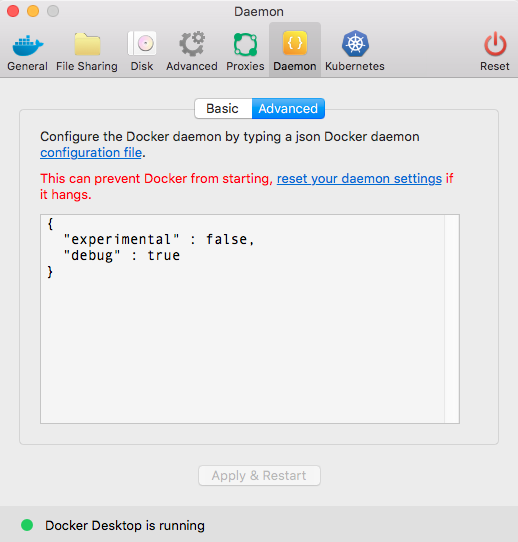 Daemon
General File Sharing Disk Advanced Proxies Daemon Kubernetes Reset
Basic Advanced
Configure the Docker daemon by typing a json Docker daemon
configuration file.
This can prevent Docker from starting, reset your daemon settings if
it hangs.
{
  "experimental" : false,
  "debug" : true
}
Apply & Restart
Docker Desktop is running